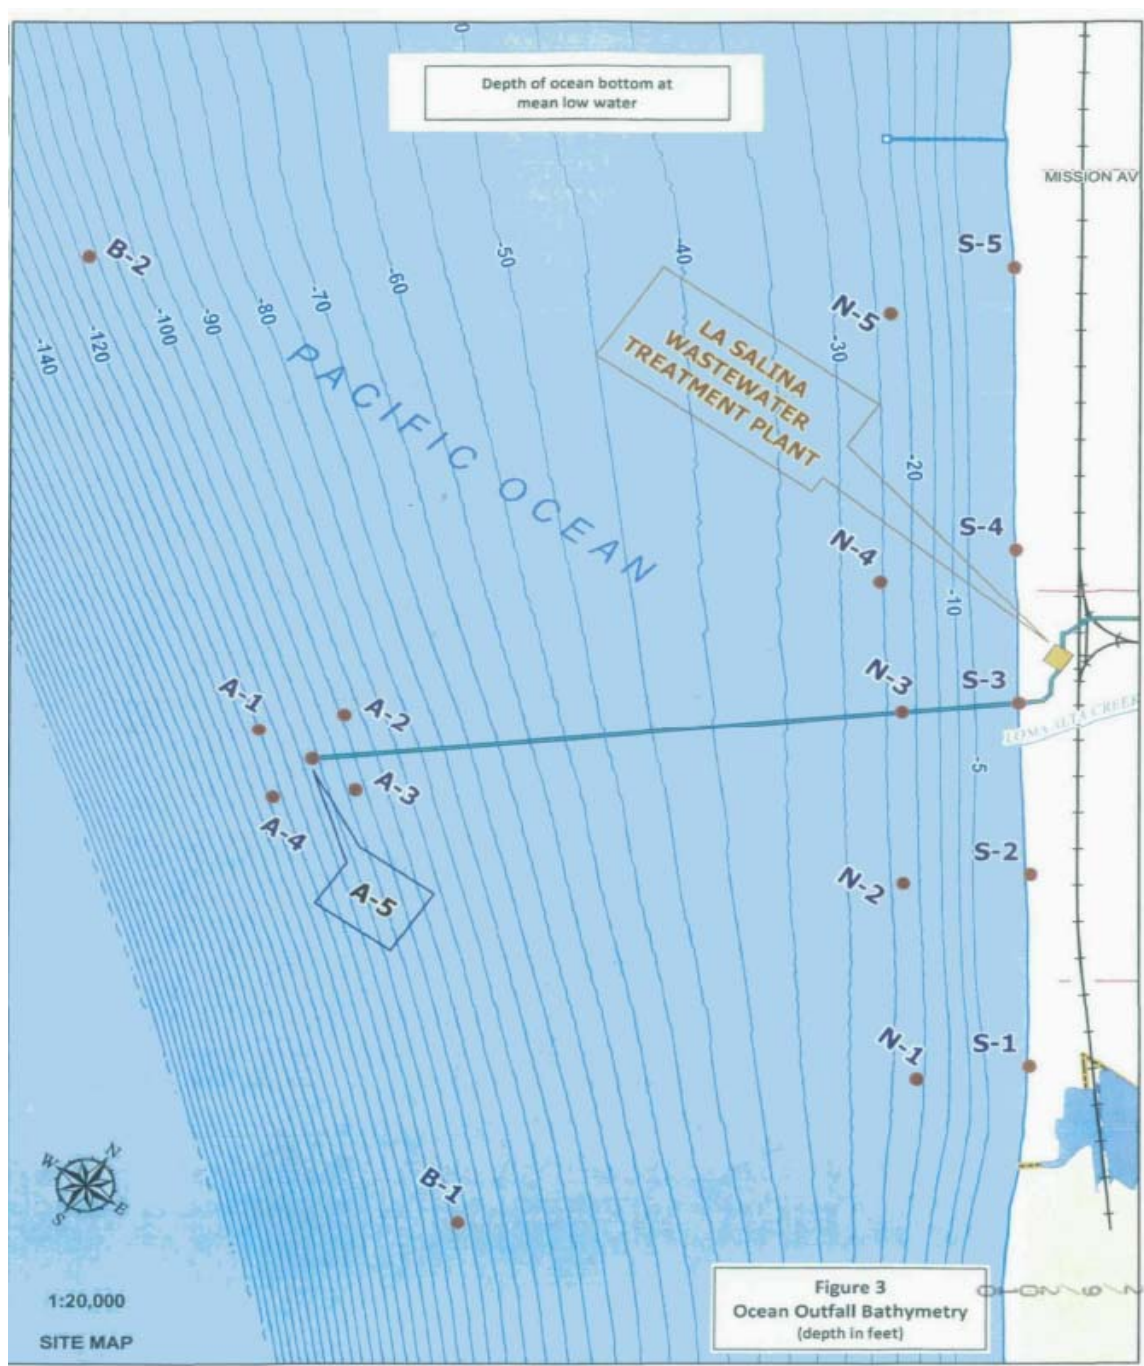 0
Depth of ocean bottom at
mean low water
MISSION AV
S-5
B-2
-50
-40
-60
-70
N-5
-80
-100
-90
-30
-120
-140
LA SALINA
WASTEWATER
TREATMENT PLANT
PACIFIC OCEAN
-20
S-4
N-4
-10
N-3
S-3
A-1
A-2
LOMA ALTA CREEK
-5
A-3
A-4
S-2
N-2
A-5
N-1
S-1
N
W
E
S
B-1
1:20,000
SITE MAP
Figure 3
Ocean Outfall Bathymetry
(depth in feet)